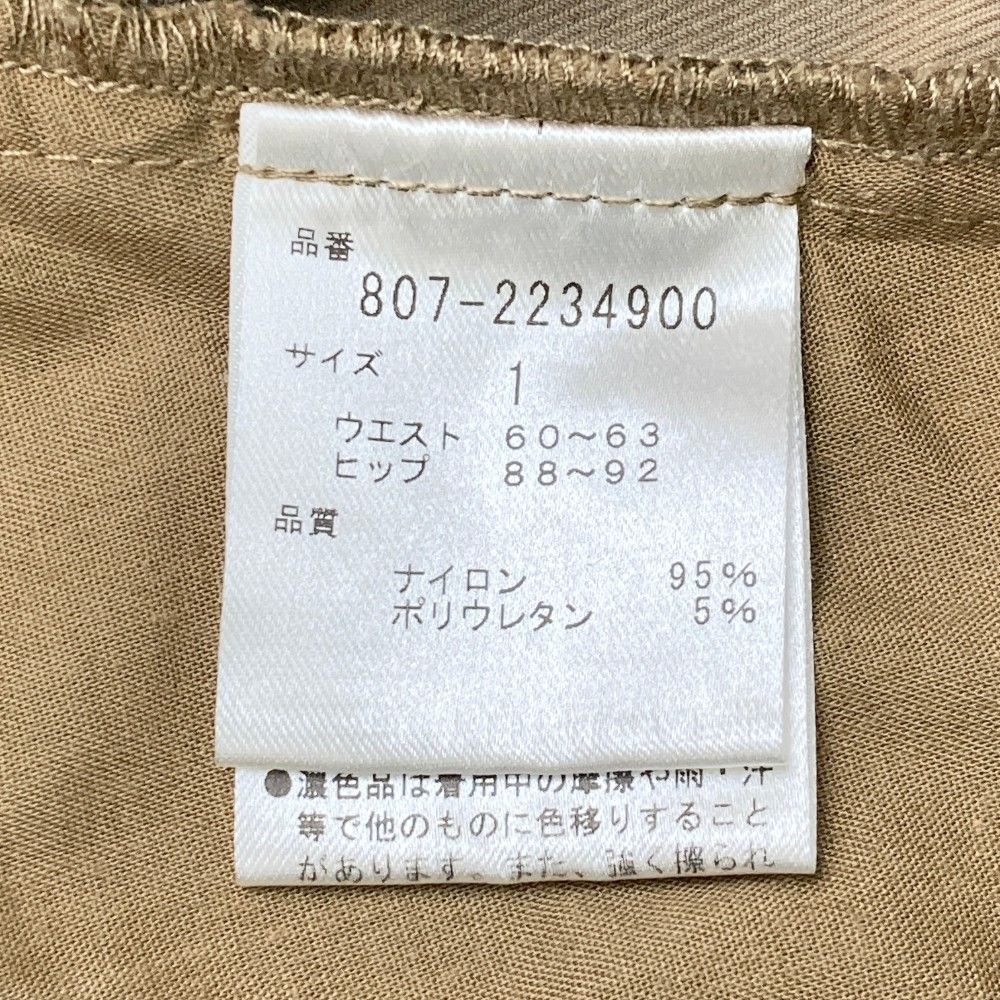 品番
807-2234900
サイズ 1
ウエスト 60～63
ヒップ 88～92
品質
ナイロン 95%
ポリウレタン 5%
●濃色品は着用中の摩擦や雨・汗
等で他のものに色移りすること
があります。また、強く擦られ